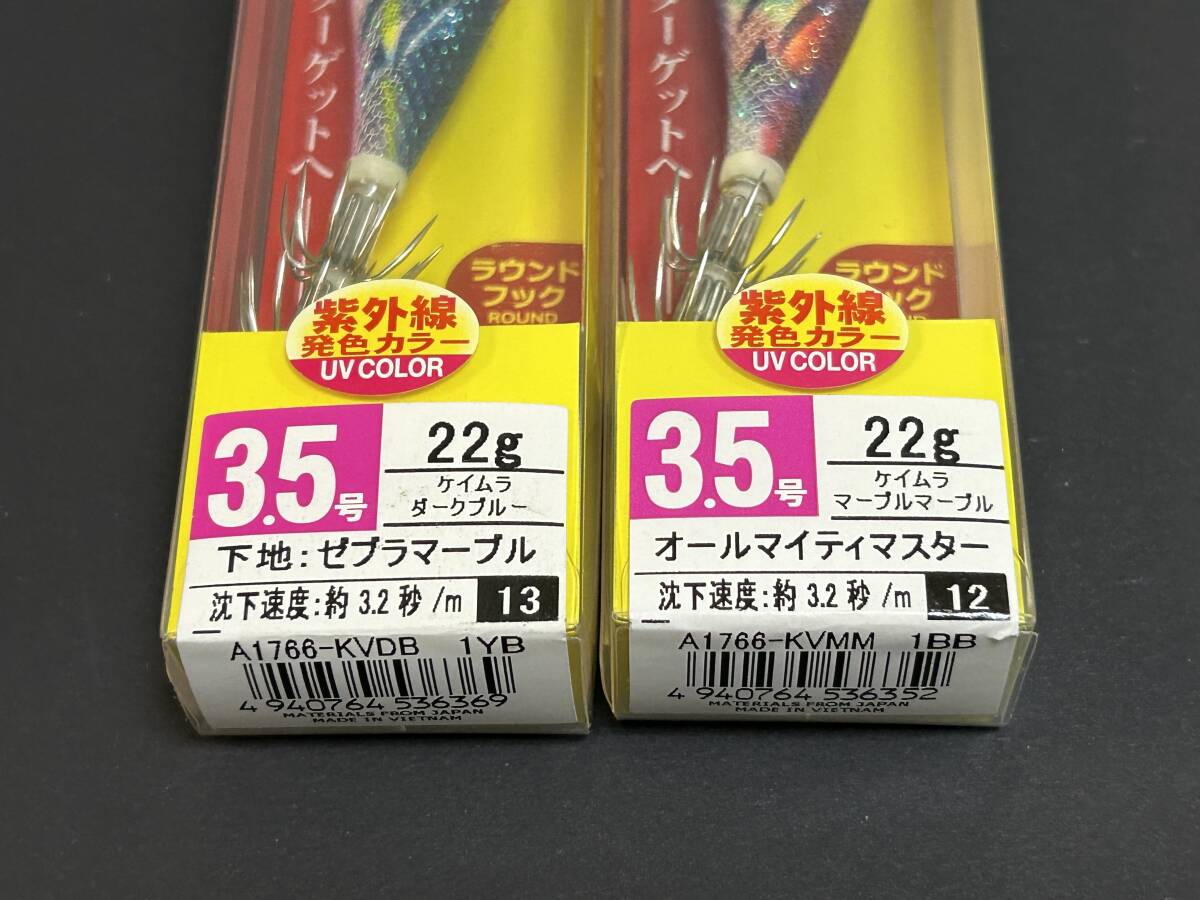 ーゲットへ
ラウンド
フック
ROUND
紫外線
発色カラー
UV COLOR
3.5号
22g
ケイムラ
ダークブルー
下地:ゼブラマーブル
沈下速度:約3.2秒/m 13
A1766-KVDB 1YB
4 940764 536369
MATERIALS FROM JAPAN
MADE IN VIETNAM
ターゲットへ
ラウンド
フック
紫外線
発色カラー
UV COLOR
3.5号
22g
ケイムラ
マーブルマーブル
オールマイティマスター
沈下速度:約3.2秒/m 12
A1766-KVMM 1BB
4 940764 536352
MATERIALS FROM JAPAN
MADE IN VIETNAM